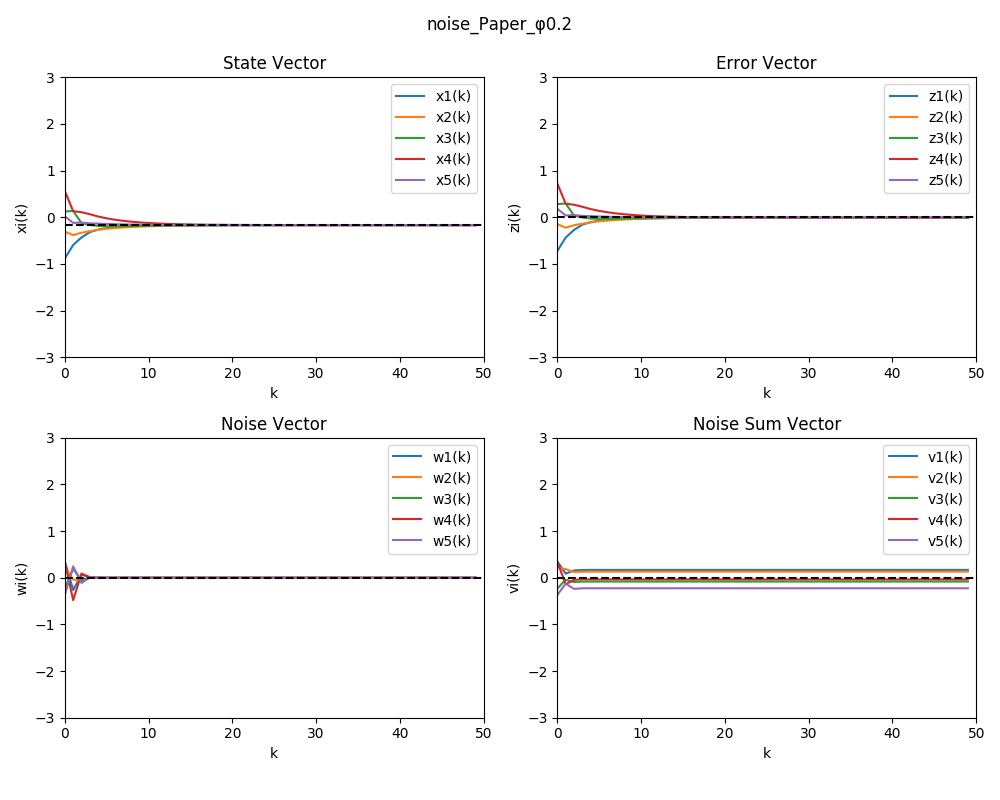 noise_Paper_φ0.2
State Vector
3
2
1
0
−1
−2
−3
xi(k)
x1(k)
x2(k)
x3(k)
x4(k)
x5(k)
0 10 20 30 40 50
k
Error Vector
3
2
1
0
−1
−2
−3
zi(k)
z1(k)
z2(k)
z3(k)
z4(k)
z5(k)
0 10 20 30 40 50
k
Noise Vector
3
2
1
0
−1
−2
−3
wi(k)
w1(k)
w2(k)
w3(k)
w4(k)
w5(k)
0 10 20 30 40 50
k
Noise Sum Vector
3
2
1
0
−1
−2
−3
vi(k)
v1(k)
v2(k)
v3(k)
v4(k)
v5(k)
0 10 20 30 40 50
k